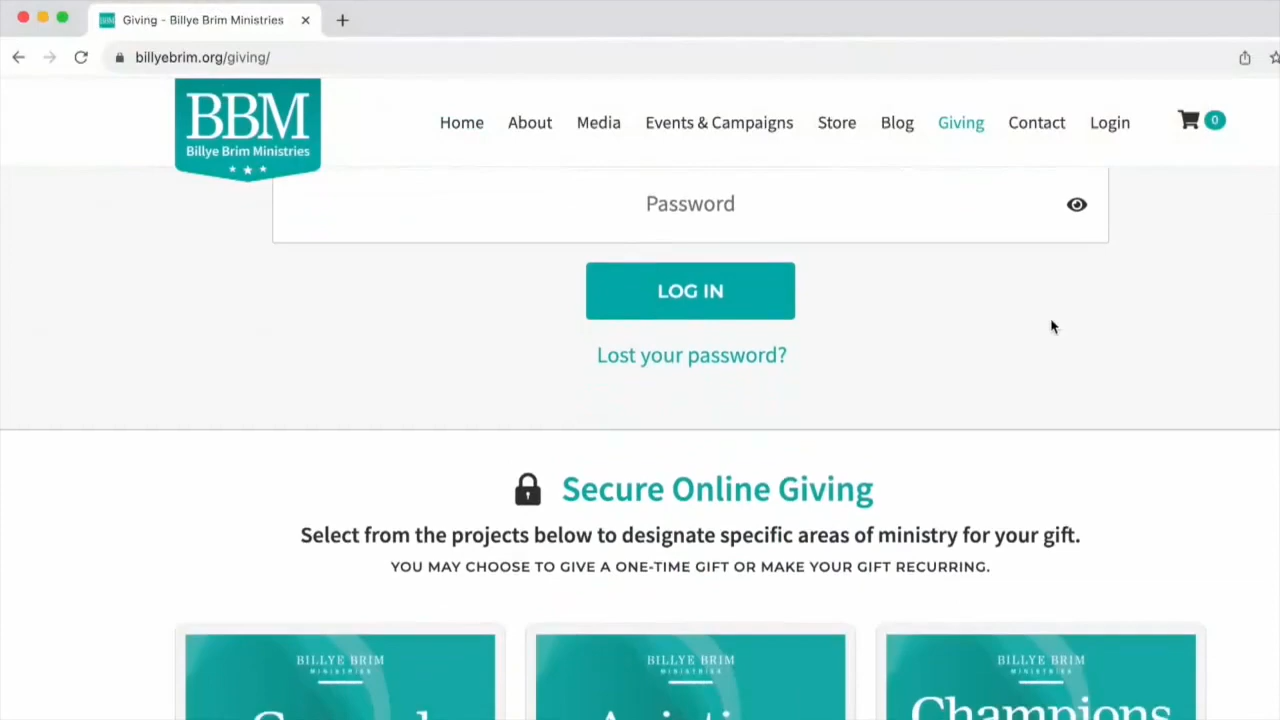 Giving - Billye Brim Ministries
billyebrim.org/giving/
BBM
Billye Brim Ministries
Home About Media Events & Campaigns Store Blog Giving Contact Login 0
Password
LOG IN
Lost your password?
Secure Online Giving
Select from the projects below to designate specific areas of ministry for your gift.
YOU MAY CHOOSE TO GIVE A ONE-TIME GIFT OR MAKE YOUR GIFT RECURRING.
BILLYE BRIM
MINISTRIES
BILLYE BRIM
MINISTRIES
BILLYE BRIM
MINISTRIES
Champions